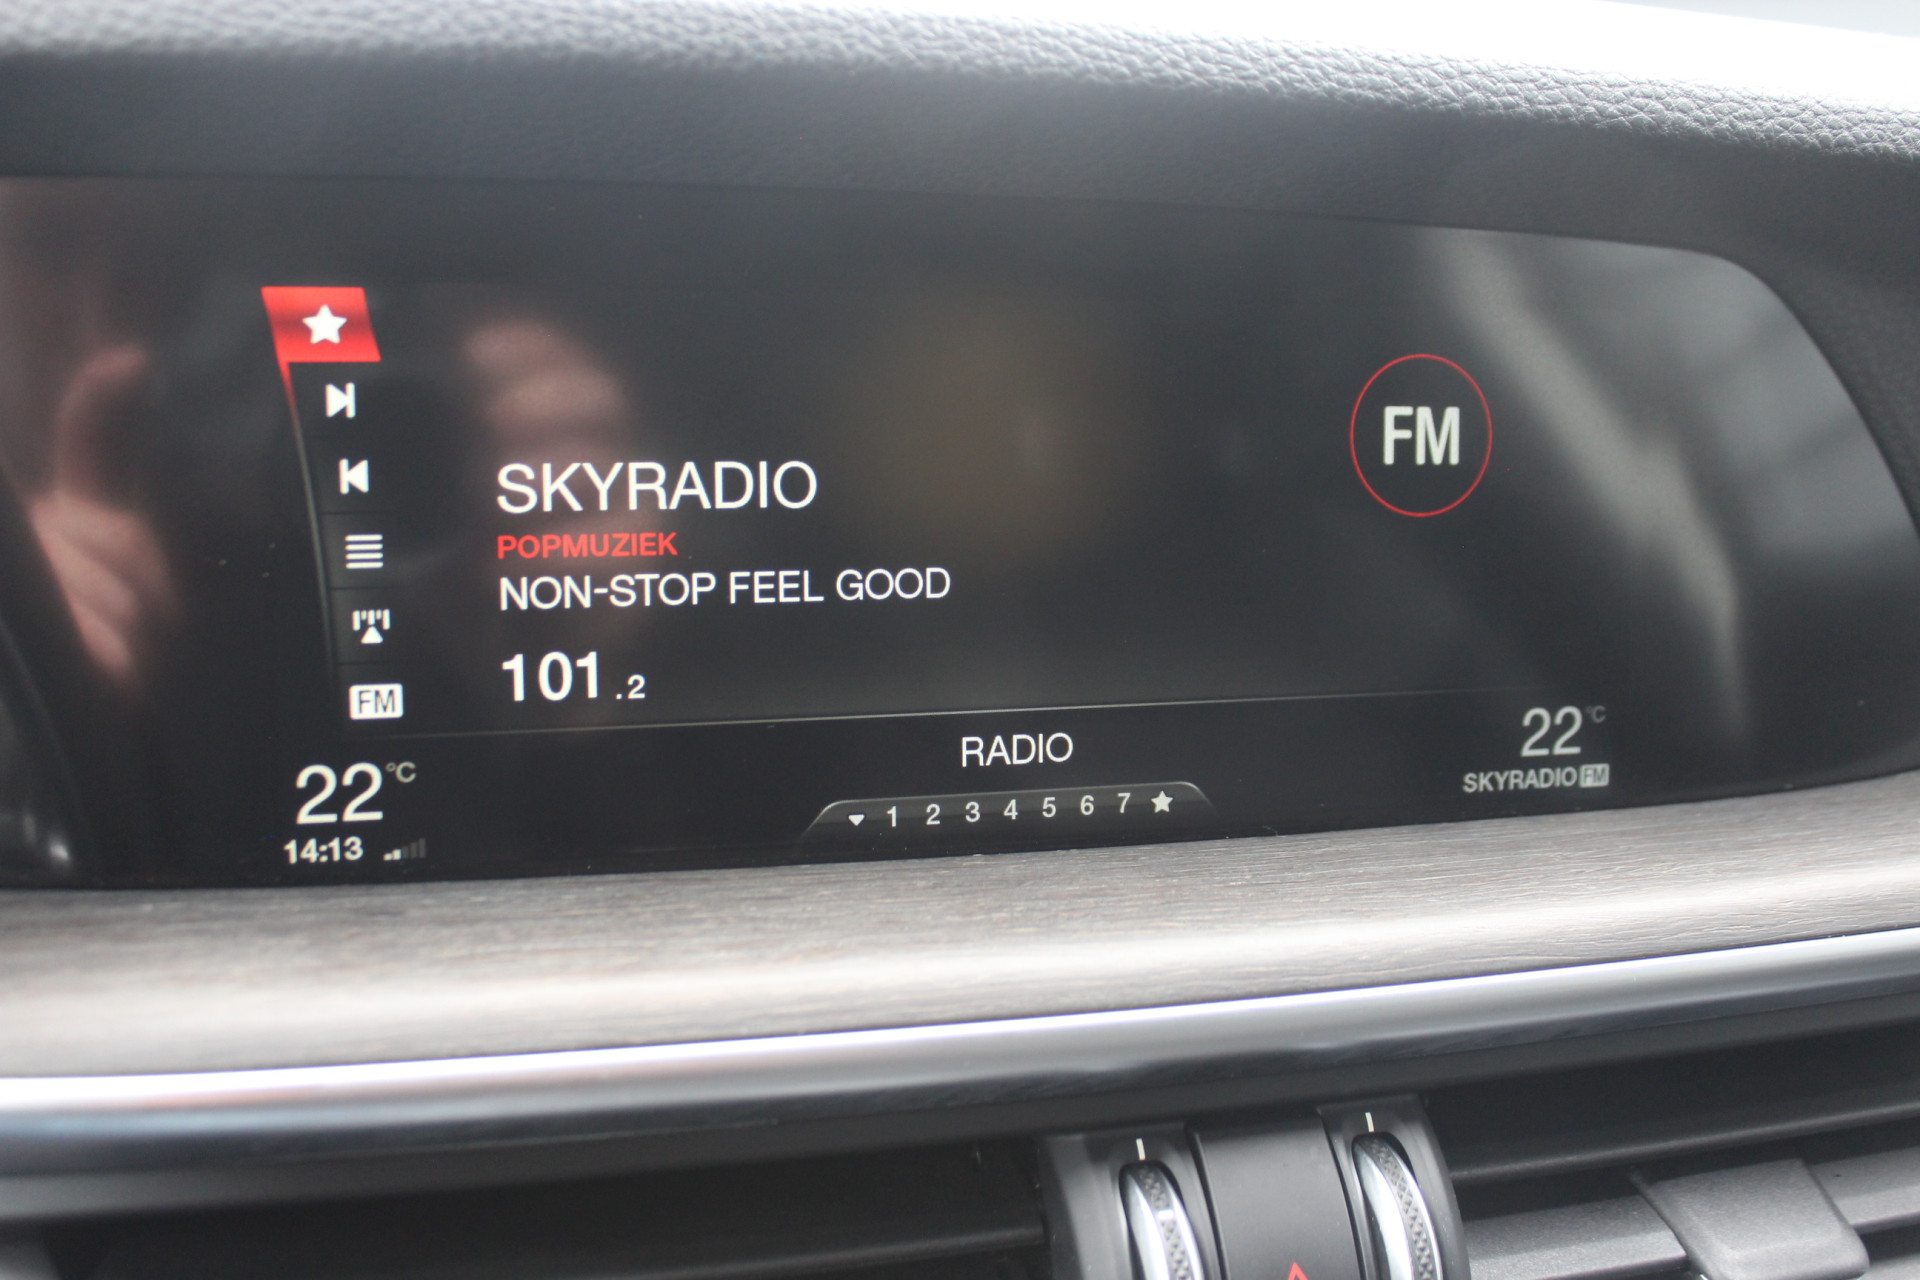 FM
SKYRADIO
POPMUZIEK
NON-STOP FEEL GOOD
101.2
FM
RADIO
22°C
22°C
SKYRADIO FM
1 2 3 4 5 6 7
14:13